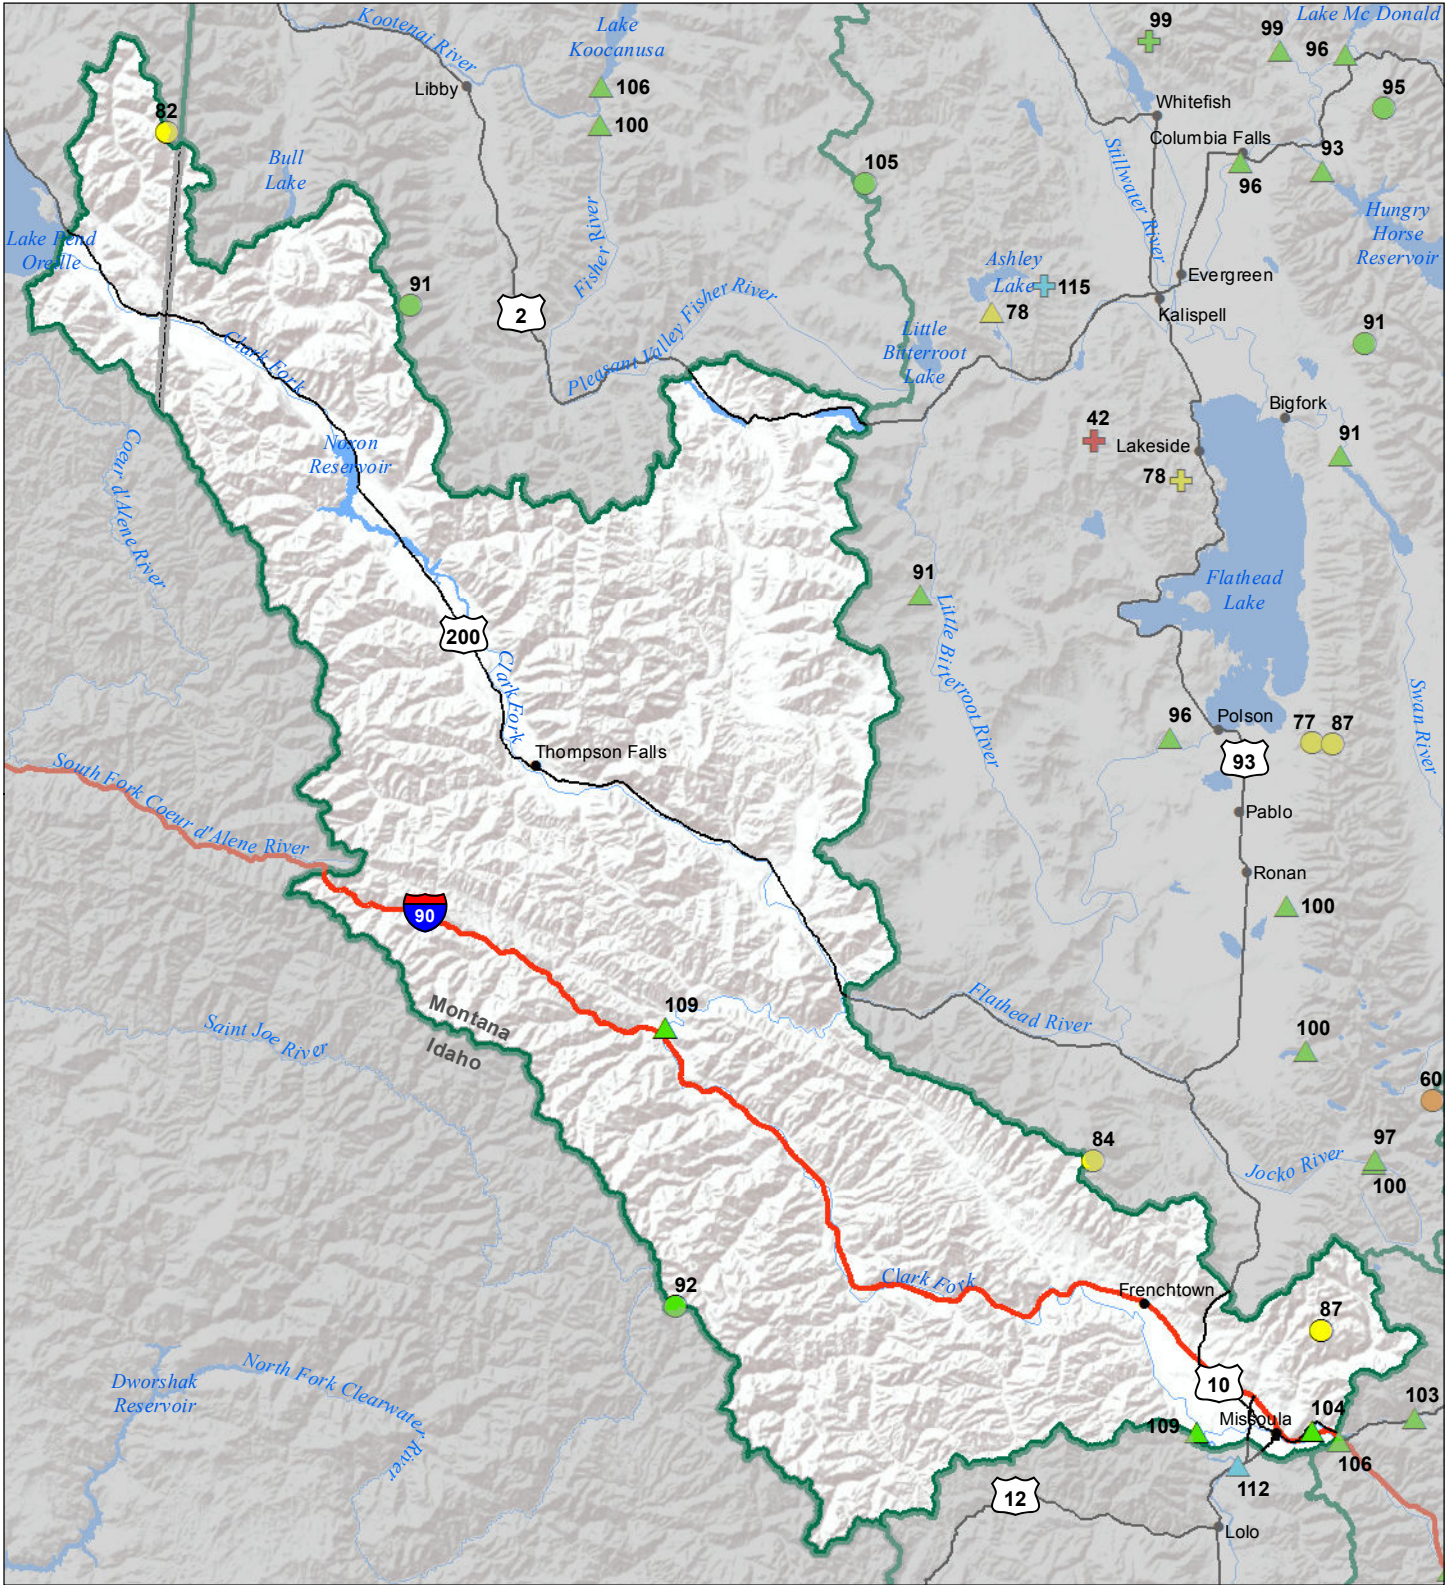 Kootenai River
Lake
Koocanusa
99
99
Lake Mc Donald
96
Libby
106
100
Whitefish
95
82
Bull
Lake
105
Columbia Falls
93
96
Stillwater River
Fisher River
Hungry
Horse
Reservoir
Lake Pend
Oreille
91
2
Ashley
Lake
115
78
Evergreen
Kalispell
Pleasant Valley Fisher River
Little
Bitterroot
Lake
91
Clark Fork
Bigfork
42
Lakeside
91
78
Noxon
Reservoir
Coeur d'Alene River
91
Flathead
Lake
Little Bitterroot River
200
Clark Fork
Swan River
Thompson Falls
96
Polson
77
87
93
South Fork Coeur d'Alene River
Pablo
Ronan
90
100
Montana
Idaho
109
Flathead River
Saint Joe River
100
60
84
97
Jocko River
100
92
Clark Fork
Frenchtown
87
North Fork Clearwater
River
Dworshak
Reservoir
10
Missoula
104
103
109
106
112
12
Lolo